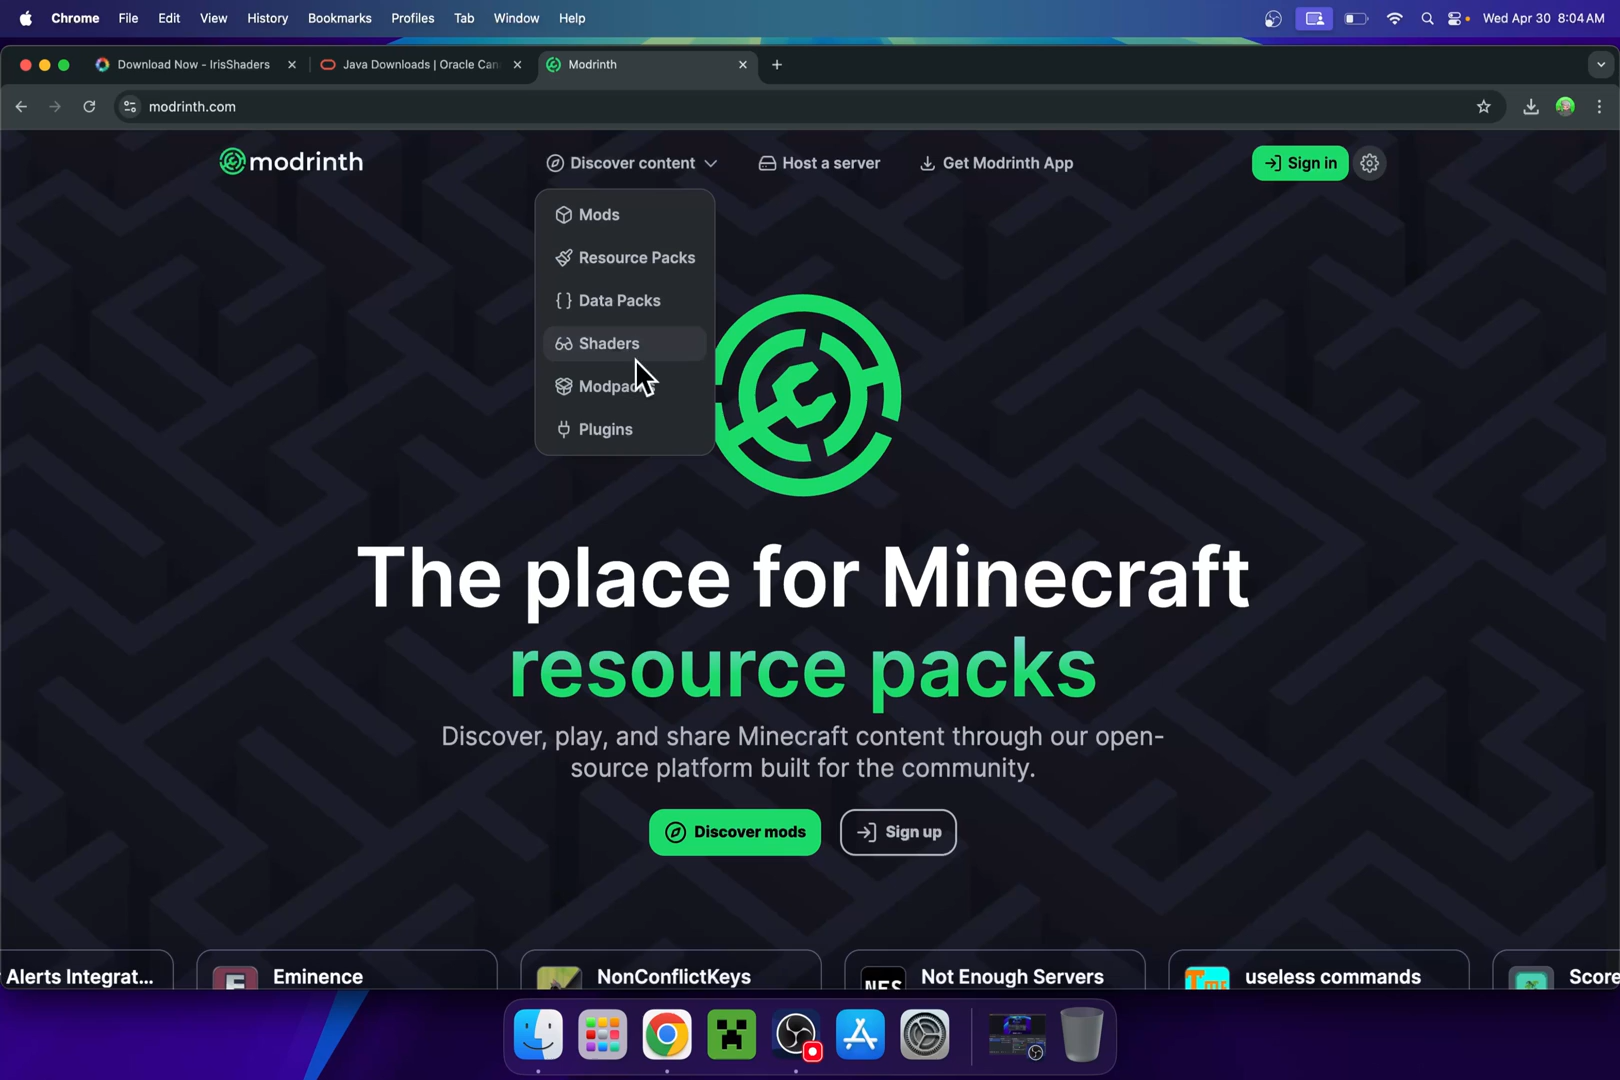 Chrome File Edit View History Bookmarks Profiles Tab Window Help Wed Apr 30 8:04 AM
Download Now - IrisShaders Java Downloads | Oracle Can Modrinth
modrinth.com
modrinth Discover content Host a server Get Modrinth App Sign in
Mods
Resource Packs
Data Packs
Shaders
Plugins
The place for Minecraft
resource packs
Discover, play, and share Minecraft content through our open-
source platform built for the community.
Discover mods Sign up
Alerts Integrat... Eminence NonConflictKeys Not Enough Servers useless commands
NES